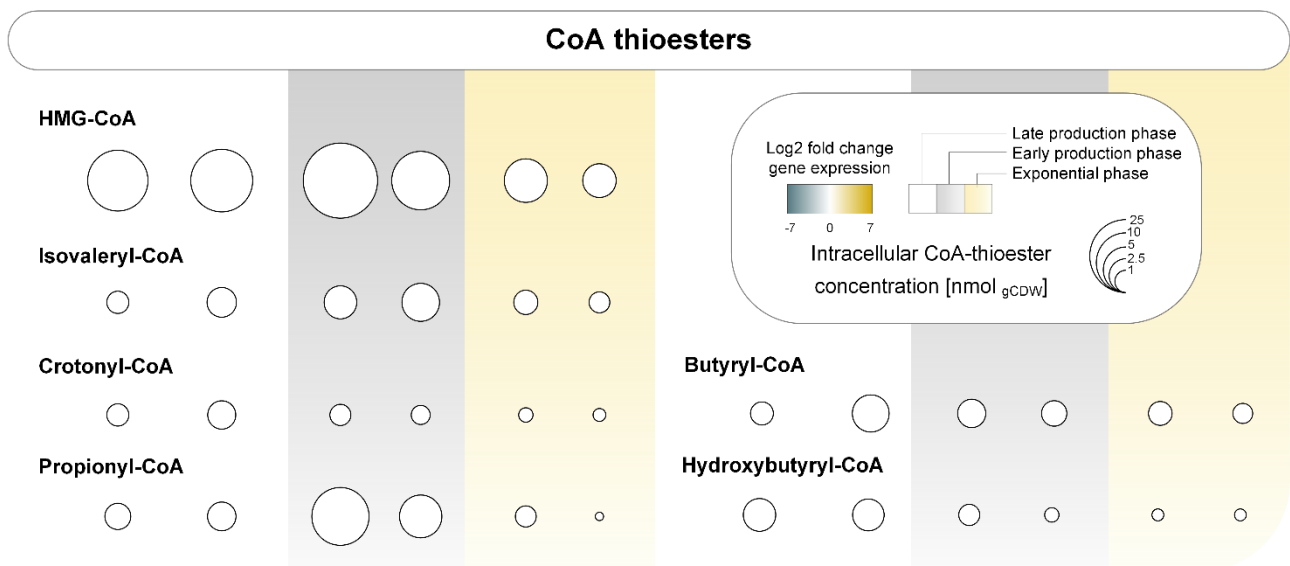 CoA thioesters
HMG-CoA
Isovaleryl-CoA
Crotonyl-CoA
Propionyl-CoA
Log2 fold change
gene expression
-7 0 7
Late production phase
Early production phase
Exponential phase
Intracellular CoA-thioester
concentration [nmol gCDW]
25
10
5
2.5
1
Butyryl-CoA
Hydroxybutyryl-CoA